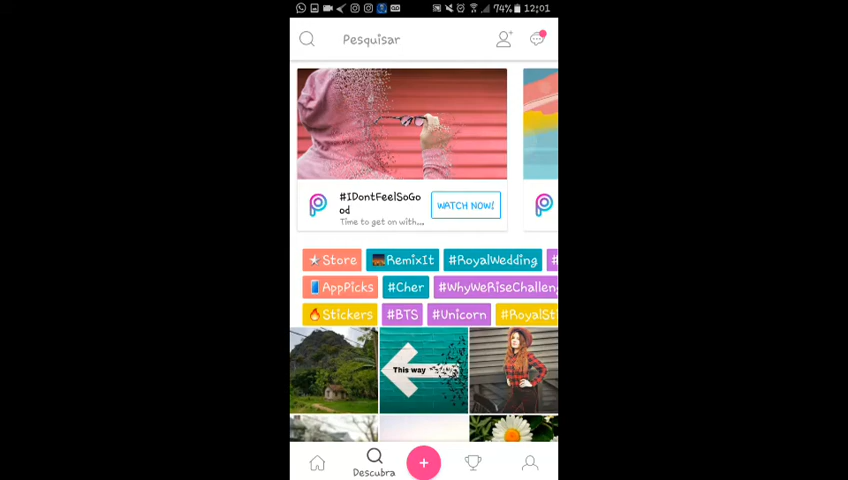 74% 12:01
Pesquisar
#IDontFeelSoGo
od
WATCH NOW!
Time to get on with...
Store
RemixIt
#RoyalWedding
#
AppPicks
#Cher
#WhyWeRiseChalleng
Stickers
#BTS
#Unicorn
#RoyalSt
This way
Descubra